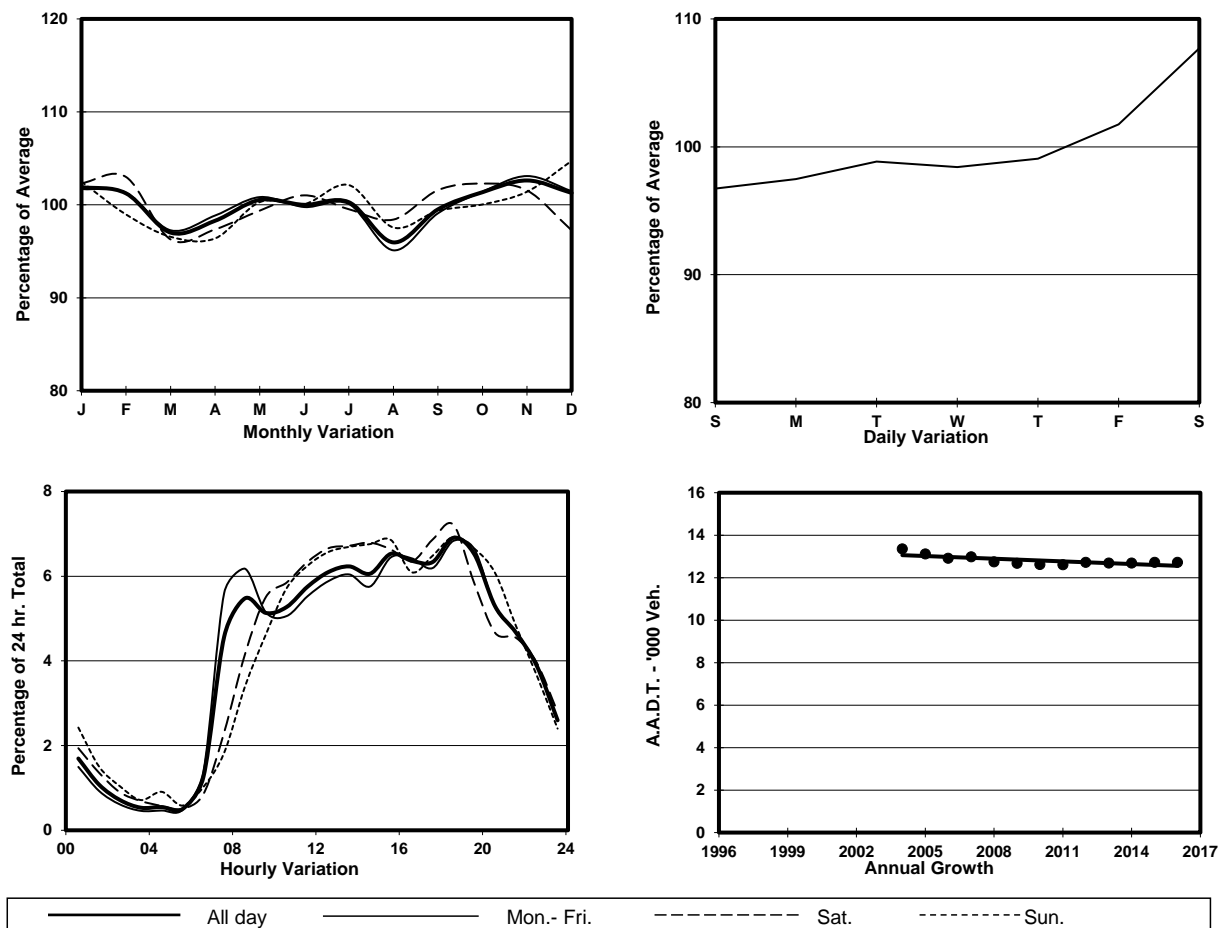 120
110
100
90
80
Percentage of Average
J F M A M J J A S O N D
Monthly Variation
110
100
90
80
Percentage of Average
S M T W T F S
Daily Variation
8
6
4
2
0
Percentage of 24 hr. Total
00 04 08 12 16 20 24
Hourly Variation
16
14
12
10
8
6
4
2
0
A.A.D.T. - '000 Veh.
1996 1999 2002 2005 2008 2011 2014 2017
Annual Growth
All day Mon.- Fri. Sat. Sun.